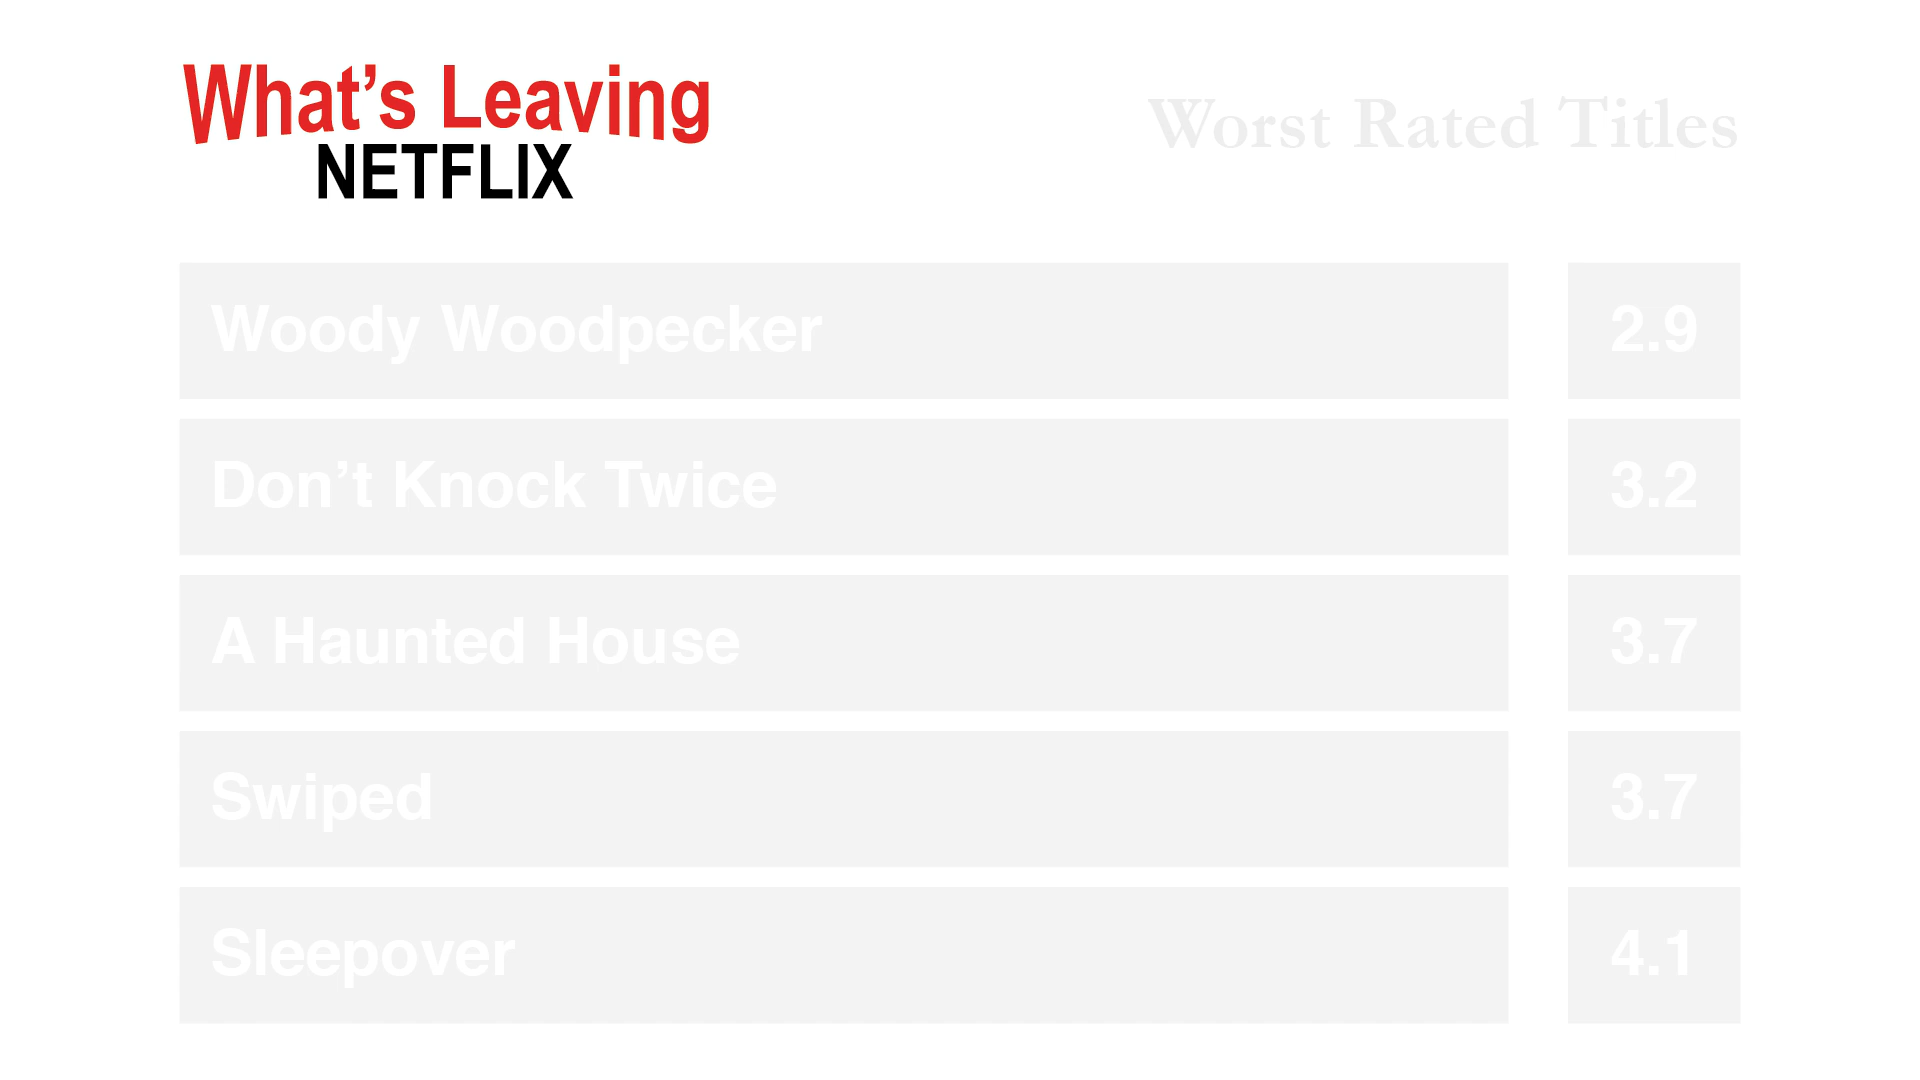 What’s Leaving
NETFLIX
Worst Rated Titles
Woody Woodpecker 2.9
Don’t Knock Twice 3.2
A Haunted House 3.7
Swiped 3.7
Sleepover 4.1